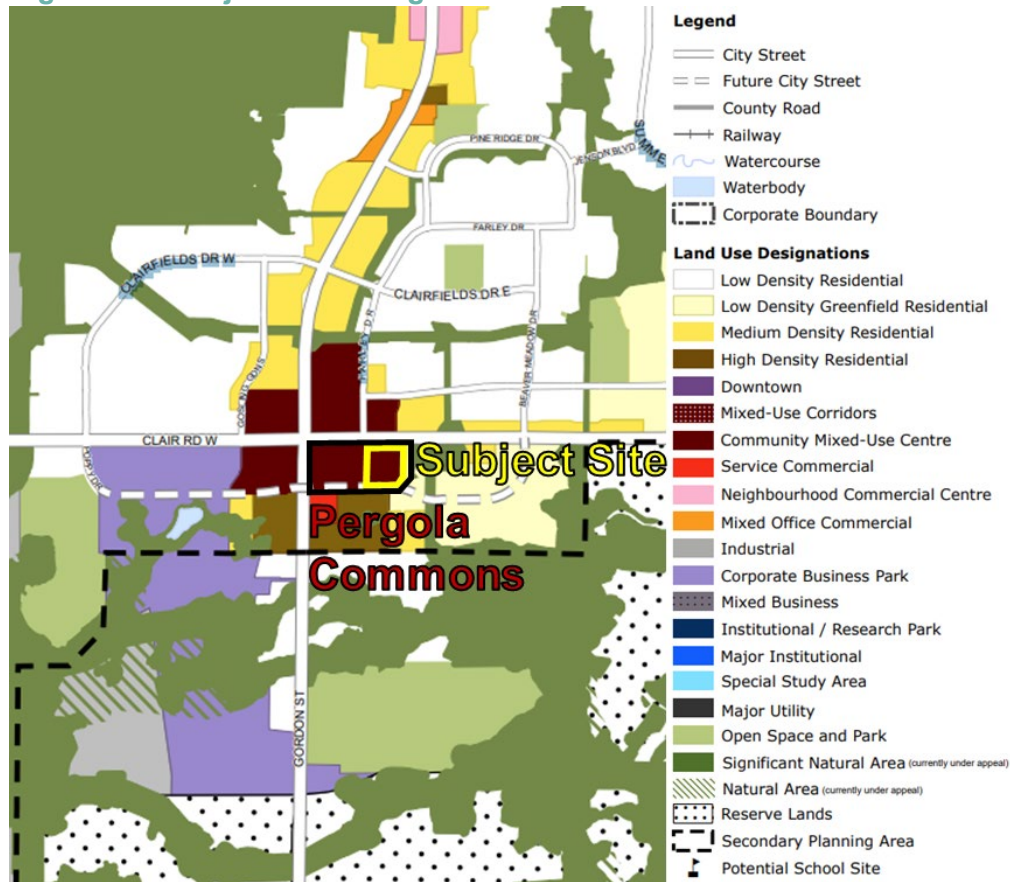 PINE RIDGE DR
JENSON BLVD
SUMME
FARLEY DR
CLAIRFIELDS DR W
CLAIRFIELDS DR E
BEAVER MEADOW DR
CLAIR RD W
Subject Site
Pergola
Commons
GORDON ST
Legend
City Street
Future City Street
County Road
Railway
Watercourse
Waterbody
Corporate Boundary
Land Use Designations
Low Density Residential
Low Density Greenfield Residential
Medium Density Residential
High Density Residential
Downtown
Mixed-Use Corridors
Community Mixed-Use Centre
Service Commercial
Neighbourhood Commercial Centre
Mixed Office Commercial
Industrial
Corporate Business Park
Mixed Business
Institutional / Research Park
Major Institutional
Special Study Area
Major Utility
Open Space and Park
Significant Natural Area (currently under appeal)
Natural Area (currently under appeal)
Reserve Lands
Secondary Planning Area
Potential School Site